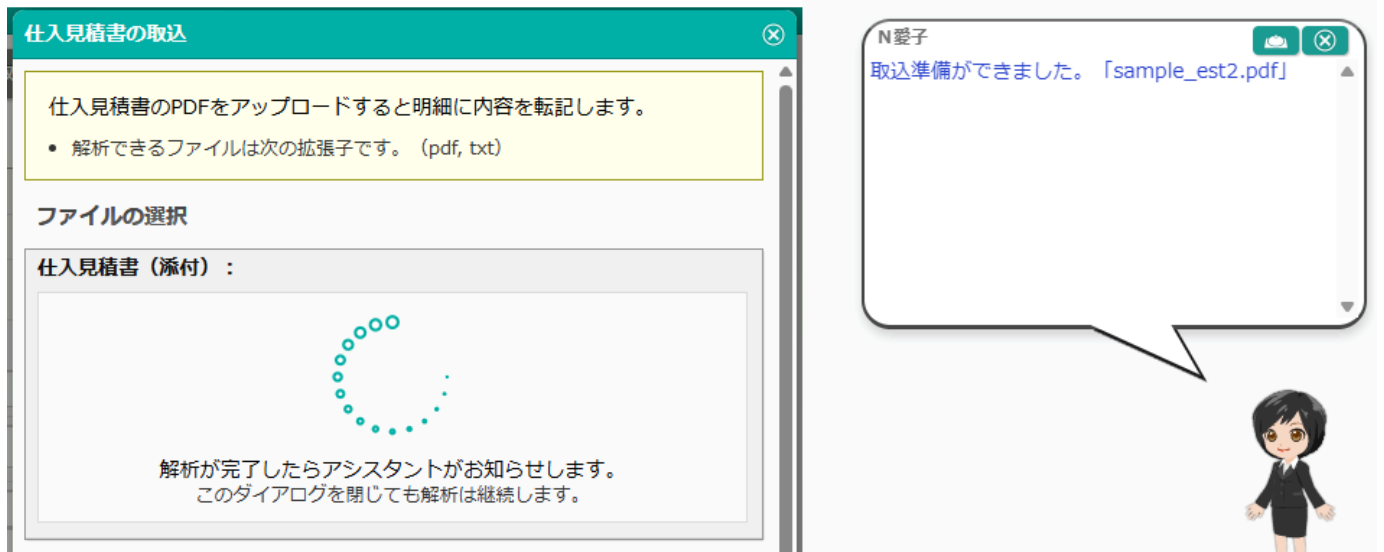 仕入見積書の取込
仕入見積書のPDFをアップロードすると明細に内容を転記します。
• 解析できるファイルは次の拡張子です。（pdf, txt）
ファイルの選択
仕入見積書（添付）：
解析が完了したらアシスタントがお知らせします。
このダイアログを閉じても解析は継続します。
N愛子
取込準備ができました。「sample_est2.pdf」